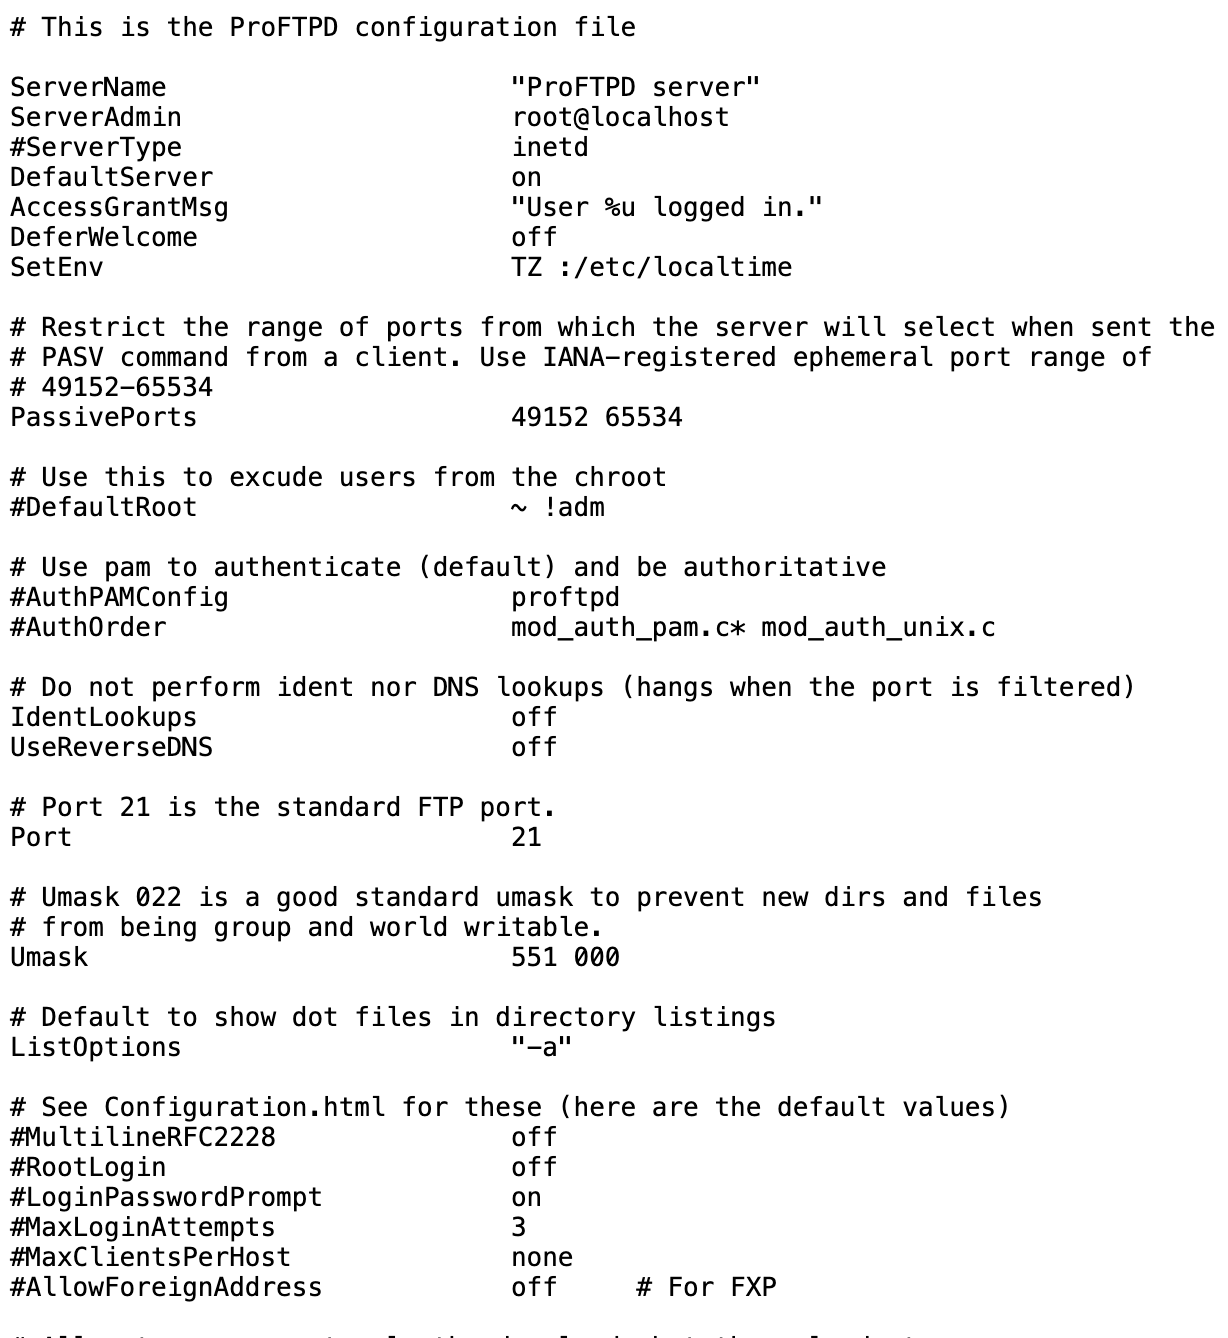 # This is the ProFTPD configuration file
ServerName                      "ProFTPD server"
ServerAdmin                     root@localhost
#ServerType                     inetd
DefaultServer                   on
AccessGrantMsg                  "User %u logged in."
DeferWelcome                    off
SetEnv                          TZ :/etc/localtime
# Restrict the range of ports from which the server will select when sent the
# PASV command from a client. Use IANA-registered ephemeral port range of
# 49152-65534
PassivePorts                    49152 65534
# Use this to excude users from the chroot
#DefaultRoot                    ~ !adm
# Use pam to authenticate (default) and be authoritative
#AuthPAMConfig                  proftpd
#AuthOrder                      mod_auth_pam.c* mod_auth_unix.c
# Do not perform ident nor DNS lookups (hangs when the port is filtered)
IdentLookups                    off
UseReverseDNS                   off
# Port 21 is the standard FTP port.
Port                            21
# Umask 022 is a good standard umask to prevent new dirs and files
# from being group and world writable.
Umask                           551 000
# Default to show dot files in directory listings
ListOptions                     "-a"
# See Configuration.html for these (here are the default values)
#MultilineRFC2228               off
#RootLogin                      off
#LoginPasswordPrompt            on
#MaxLoginAttempts               3
#MaxClientsPerHost              none
#AllowForeignAddress            off     # For FXP